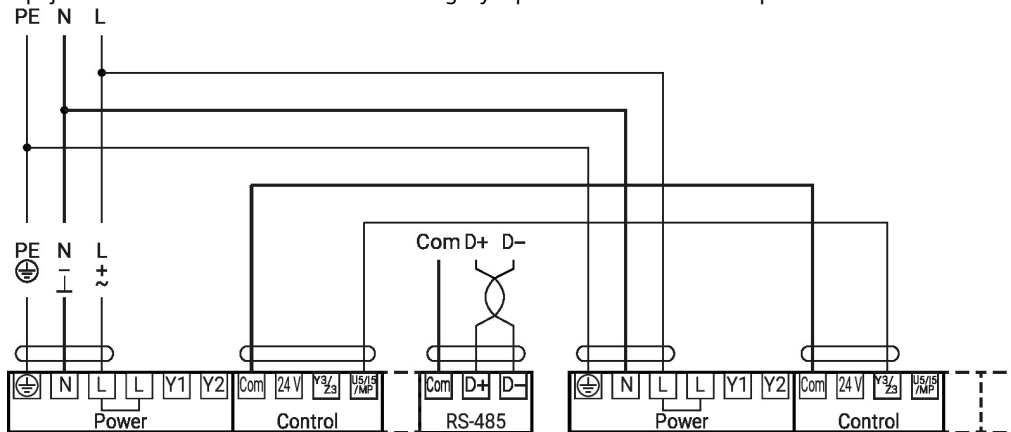 PE N L
Com D+ D–
PE N L
– +
⊥ ~
N L L Y1 Y2 Com 24 V Y3/Z3 U5/I5/MP Com D+ D– N L L Y1 Y2 Com 24 V Y3/Z3 U5/I5/MP
Power Control RS-485 Power Control